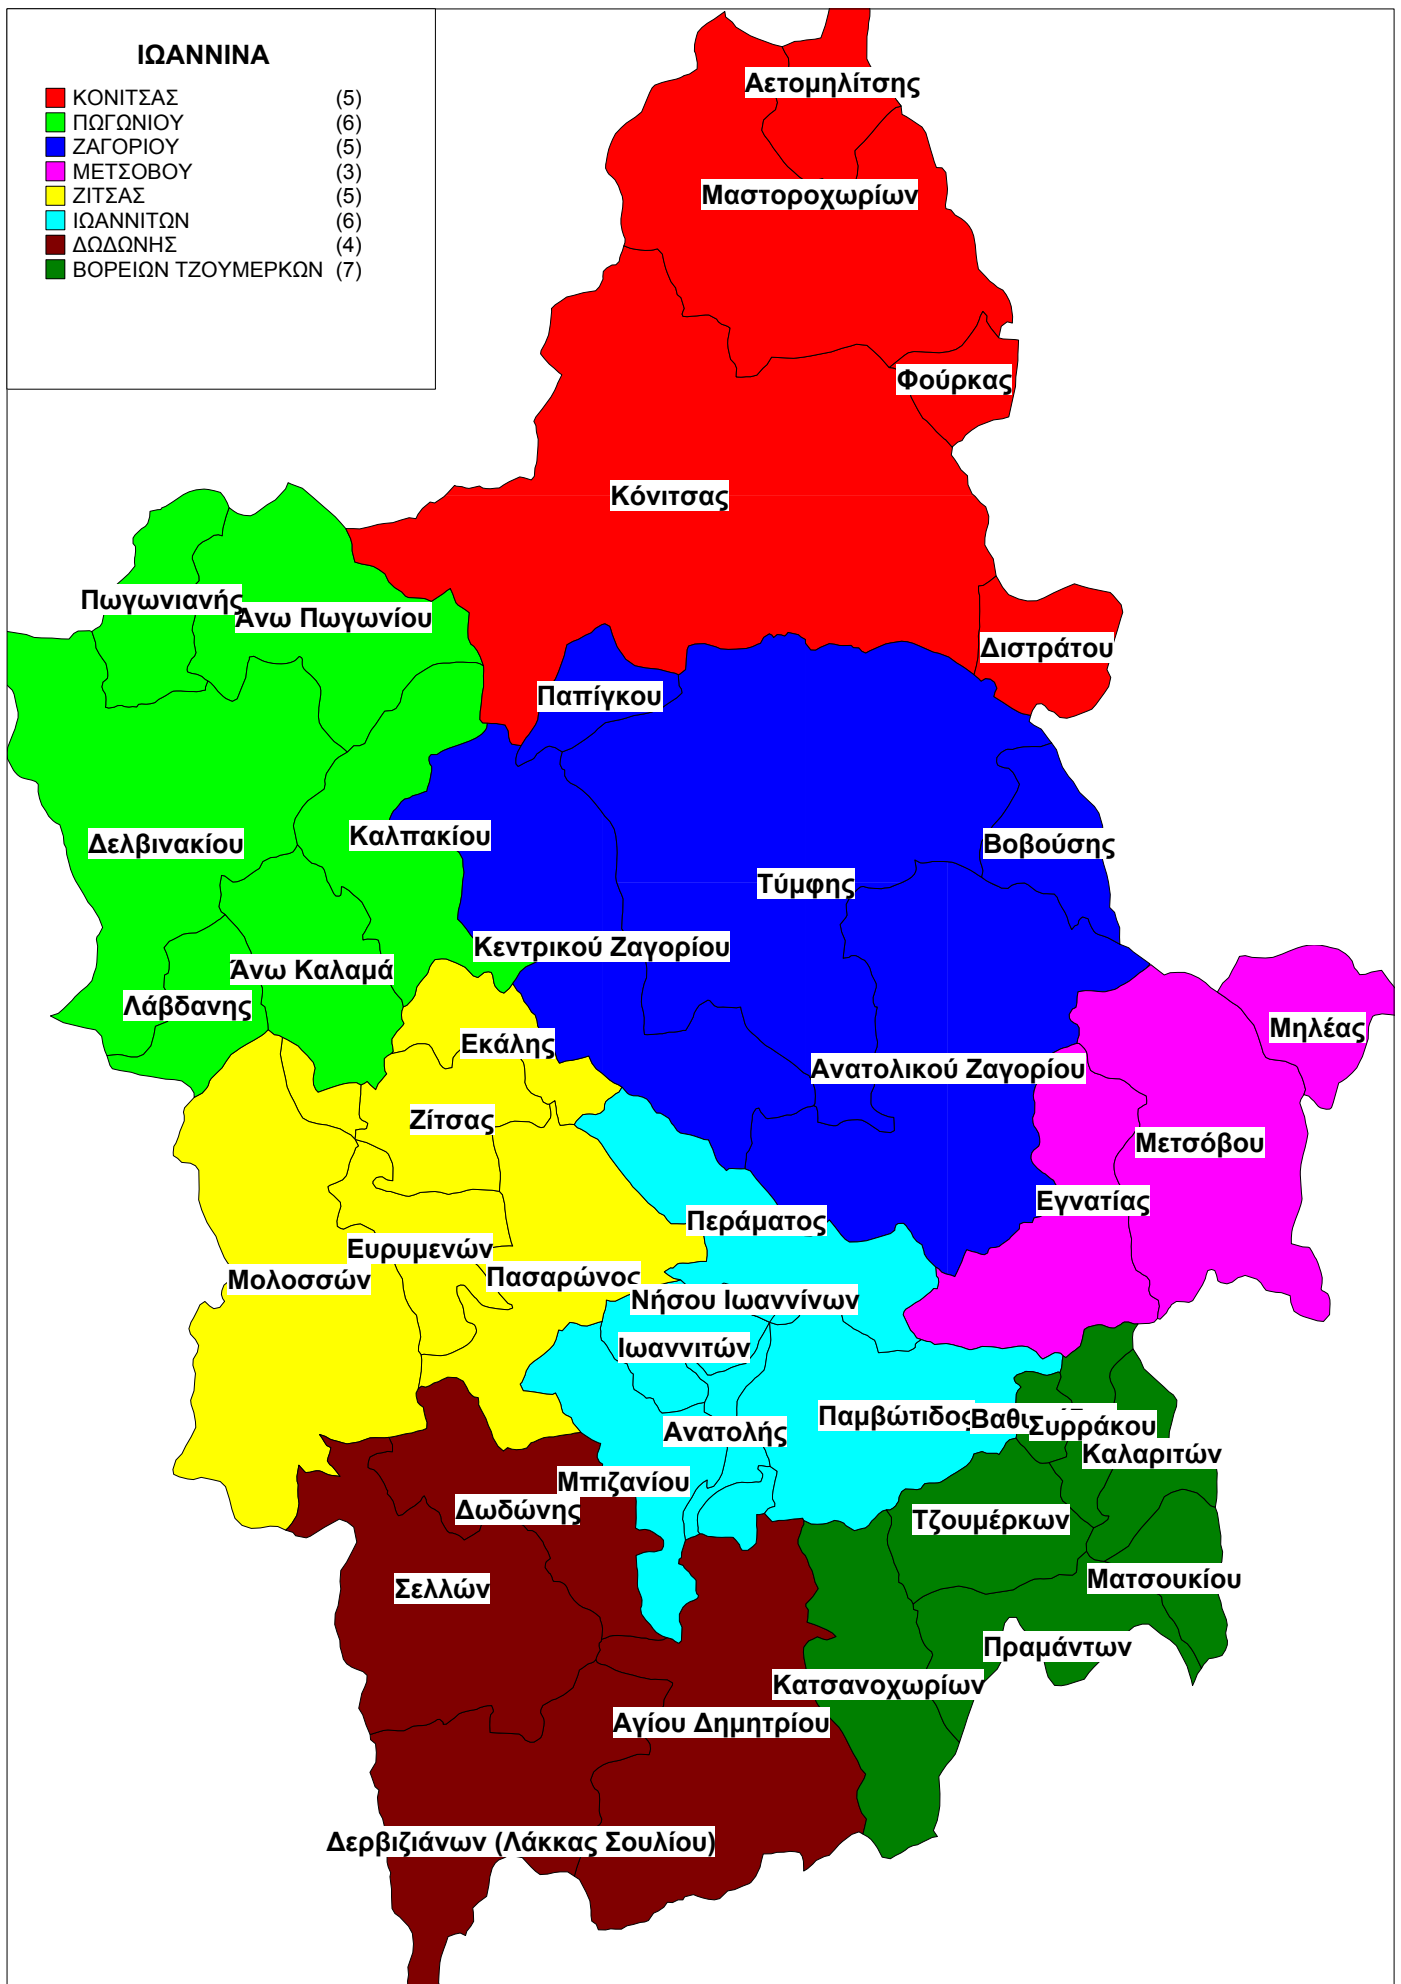 ΙΩΑΝΝΙΝΑ
ΚΟΝΙΤΣΑΣ (5)
ΠΩΓΩΝΙΟΥ (6)
ΖΑΓΟΡΙΟΥ (5)
ΜΕΤΣΟΒΟΥ (3)
ΖΙΤΣΑΣ (5)
ΙΩΑΝΝΙΤΩΝ (6)
ΔΩΔΩΝΗΣ (4)
ΒΟΡΕΙΩΝ ΤΖΟΥΜΕΡΚΩΝ (7)
Αετομηλίτσης
Μαστοροχωρίων
Φούρκας
Κόνιτσας
Πωγωνιανής
Άνω Πωγωνίου
Διστράτου
Παπίγκου
Καλπακίου
Δελβινακίου
Βοβούσης
Τύμφης
Κεντρικού Ζαγορίου
Άνω Καλαμά
Λάβδανης
Μηλέας
Εκάλης
Ανατολικού Ζαγορίου
Ζίτσας
Μετσόβου
Εγνατίας
Περάματος
Ευρυμενών
Πασαρώνος
Μολοσσών
Νήσου Ιωαννίνων
Ιωαννιτών
Παμβώτιδος
Συρράκου
Ανατολής
Καλαριτών
Μπιζανίου
Δωδώνης
Τζουμέρκων
Ματσουκίου
Σελλών
Πραμάντων
Κατσανοχωρίων
Αγίου Δημητρίου
Δερβιζιάνων (Λάκκας Σουλίου)